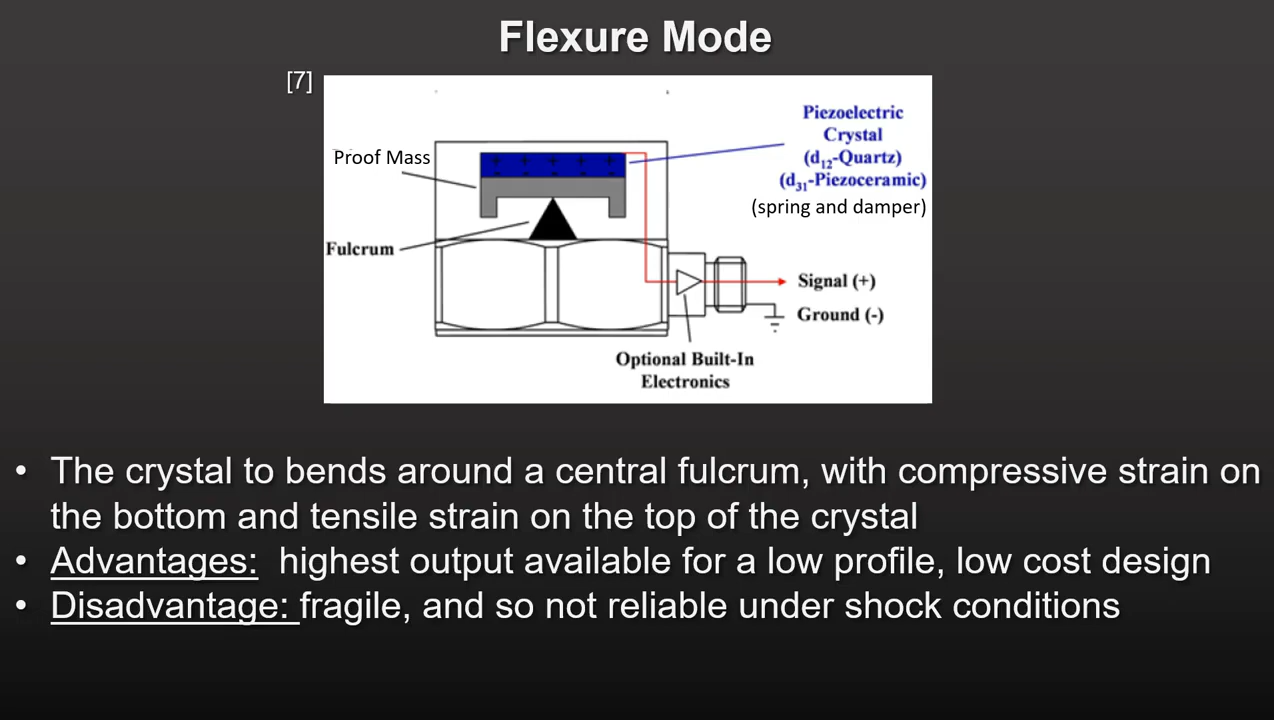 Flexure Mode
[7]
Piezoelectric
Crystal
(d12-Quartz)
(d31-Piezoceramic)
(spring and damper)
Proof Mass
Fulcrum
Signal (+)
Ground (-)
Optional Built-In
Electronics
• The crystal to bends around a central fulcrum, with compressive strain on
the bottom and tensile strain on the top of the crystal
• Advantages: highest output available for a low profile, low cost design
• Disadvantage: fragile, and so not reliable under shock conditions